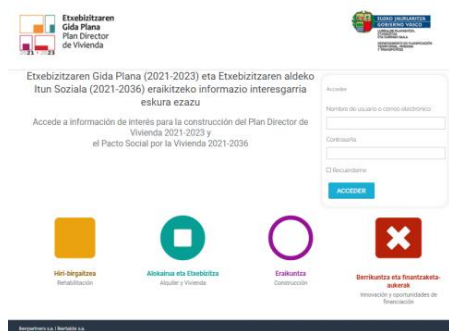 Etxebizitzaren
Gida Plana
Plan Director
de Vivienda
EUSKO JAURLARITZA
GOBIERNO VASCO
Etxebizitzaren Gida Plana (2021-2023) eta Etxebizitzaren aldeko
Itun Soziala (2021-2036) eraikitzeko informazio interesgarria
eskura ezazu
Accede a información de interés para la construcción del Plan Director de
Vivienda 2021-2023 y
el Pacto Social por la Vivienda 2021-2036
Acceder
Nombre de usuario o correo electrónico
Contraseña
Recuérdame
ACCEDER
Hiri-birgaitzea
Rehabilitación
Alokairua eta Etxebizitza
Alquiler y Vivienda
Eraikuntza
Construcción
Berrikuntza eta finantzaketa-
aukerak
Innovación y oportunidades de
financiación